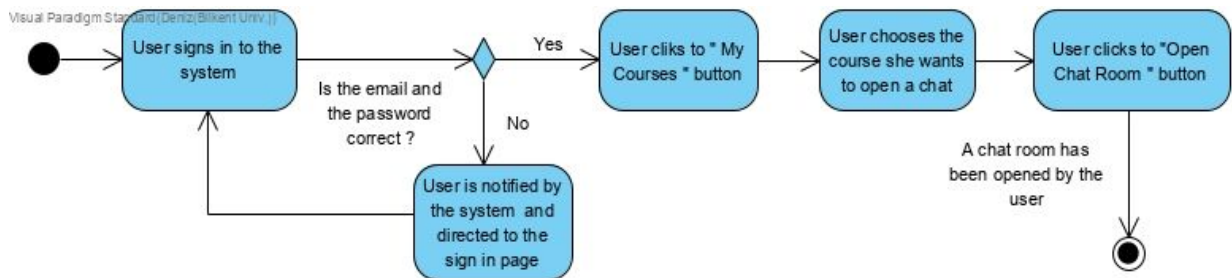 Visual Paradigm Standard(Deniz(Bilkent Univ.))
User signs in to the
system
Is the email and
the password
correct ?
Yes
No
User is notified by
the system and
directed to the
sign in page
User cliks to " My
Courses " button
User chooses the
course she wants
to open a chat
User clicks to "Open
Chat Room " button
A chat room has
been opened by the
user